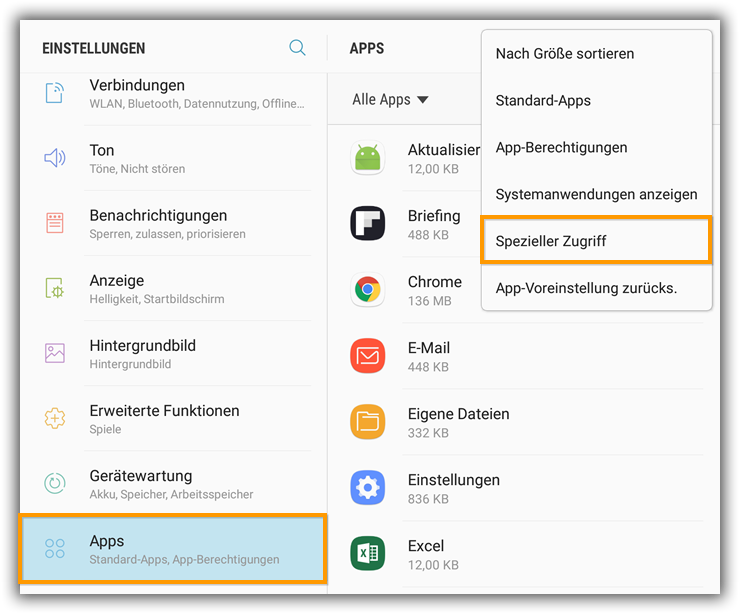 EINSTELLUNGEN
Verbindungen
WLAN, Bluetooth, Datennutzung, Offline...
Ton
Töne, Nicht stören
Benachrichtigungen
Sperren, zulassen, priorisieren
Anzeige
Helligkeit, Startbildschirm
Hintergrundbild
Hintergrundbild
Erweiterte Funktionen
Spiele
Gerätewartung
Akku, Speicher, Arbeitsspeicher
Apps
Standard-Apps, App-Berechtigungen
APPS
Alle Apps
Aktualisier
12,00 KB
Briefing
488 KB
Chrome
136 MB
E-Mail
448 KB
Eigene Dateien
332 KB
Einstellungen
836 KB
Excel
12,00 KB
Nach Größe sortieren
Standard-Apps
App-Berechtigungen
Systemanwendungen anzeigen
Spezieller Zugriff
App-Voreinstellung zurücks.